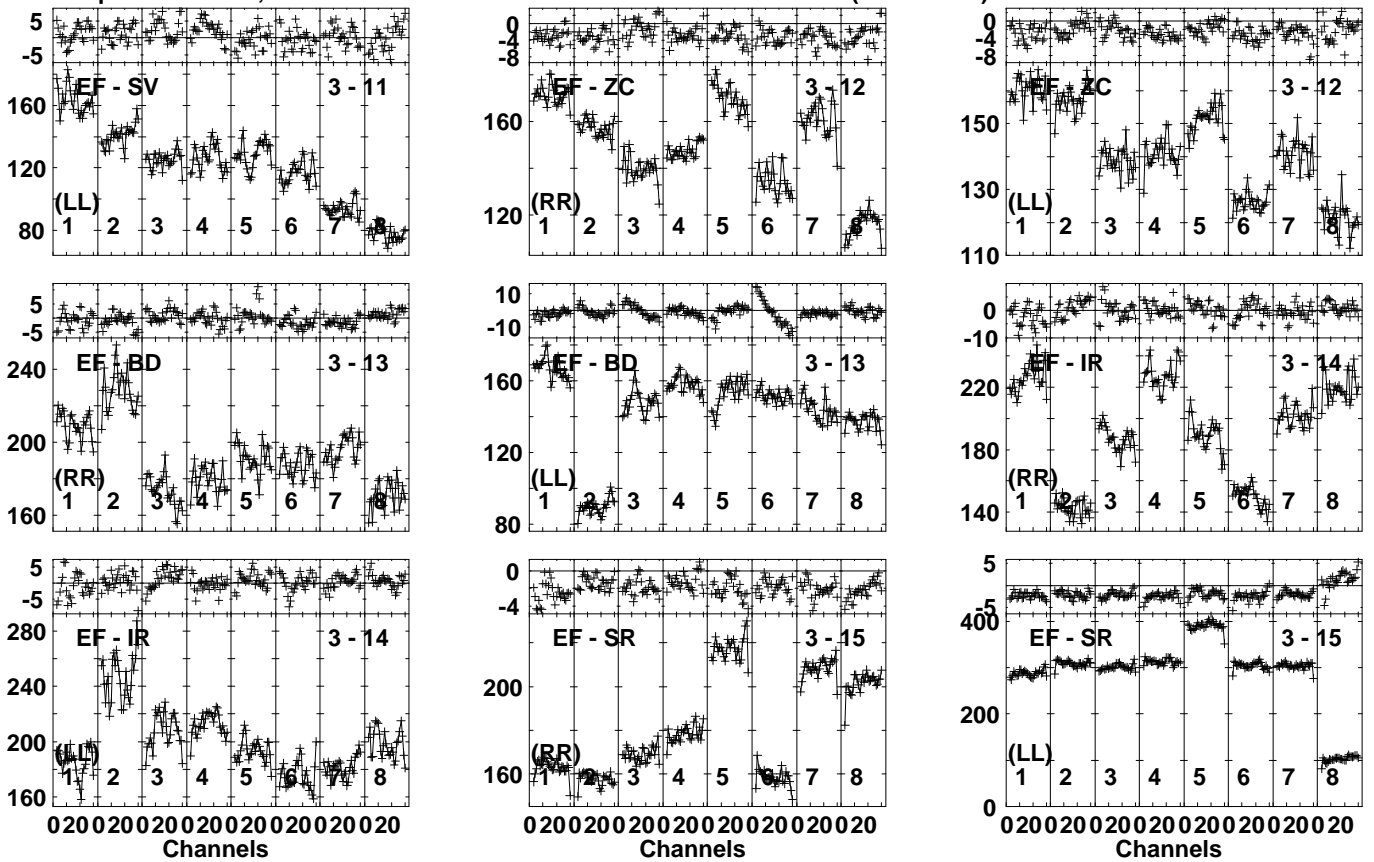 5
-5
EF - SV 3 - 11
160
120
80
(LL)
1 2 3 4 5 6 7 8
0
-4
-8
EF - ZC 3 - 12
160
120
(RR)
1 2 3 4 5 6 7 8
0
-4
-8
EF - ZC 3 - 12
150
130
110
(LL)
1 2 3 4 5 6 7 8
5
-5
EF - BD 3 - 13
240
200
160
(RR)
1 2 3 4 5 6 7 8
10
-10
EF - BD 3 - 13
160
120
80
(LL)
1 2 3 4 5 6 7 8
0
-10
EF - IR 3 - 14
220
180
140
(RR)
1 2 3 4 5 6 7 8
5
-5
EF - IR 3 - 14
280
240
200
160
(LL)
1 2 3 4 5 6 7 8
0 20 0 20 0 20 0 20 0 20 0 20 0 20 0 20
Channels
0
-4
EF - SR 3 - 15
200
160
(RR)
1 2 3 4 5 6 7 8
0 20 0 20 0 20 0 20 0 20 0 20 0 20 0 20
Channels
5
-5
EF - SR 3 - 15
400
200
0
(LL)
1 2 3 4 5 6 7 8
0 20 0 20 0 20 0 20 0 20 0 20 0 20 0 20
Channels